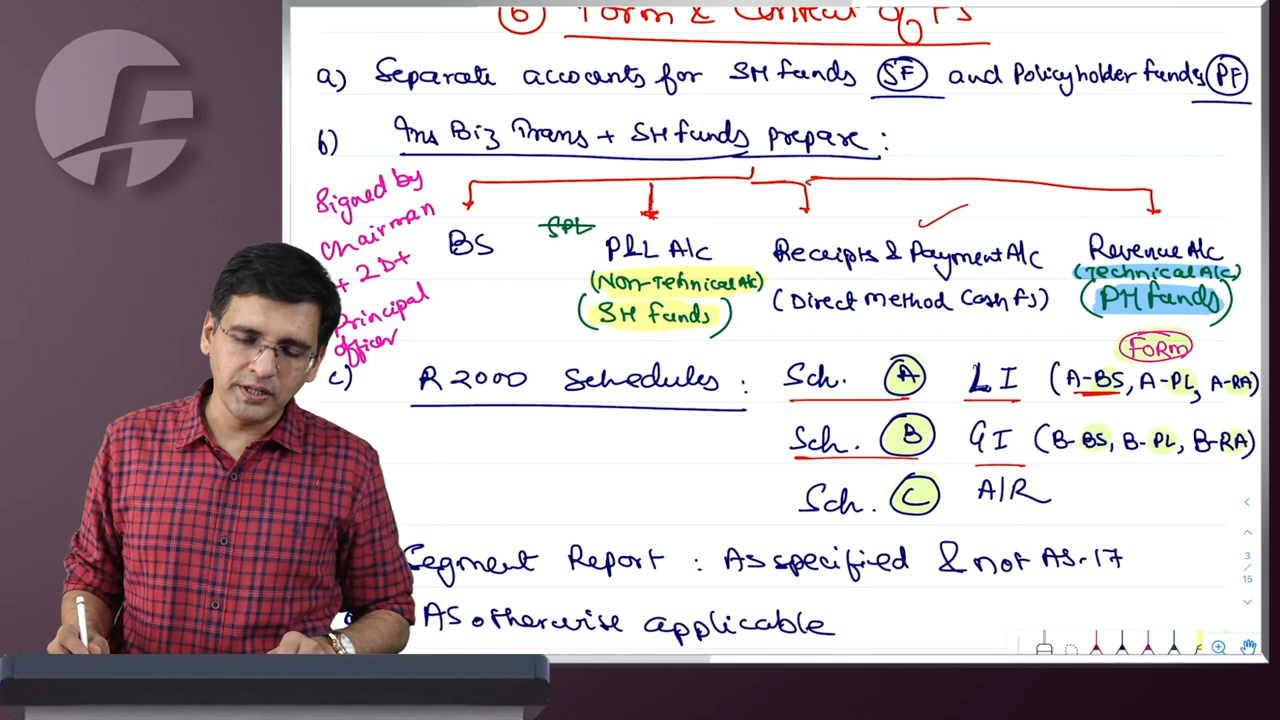 ⑥ Form & Content of FS
a) Separate accounts for SH funds SF and Policyholder funds PF
b) Ins Biz Trans + SH funds prepare :
Signed by
Chairman
+ 2 D +
Principal
officer
SPL
BS
P&L A/c
(Non-Technical A/c)
(SH funds)
Receipts & Payment A/c
(Direct Method Cash FS)
Revenue A/c
(Technical A/c)
(PH funds)
FORM
c) R 2000 Schedules : Sch. A LI (A-BS, A-PL, A-RA)
Sch. B GI (B-BS, B-PL, B-RA)
Sch. C A/R
Segment Report : As specified & not AS-17
AS otherwise applicable
3
/
15